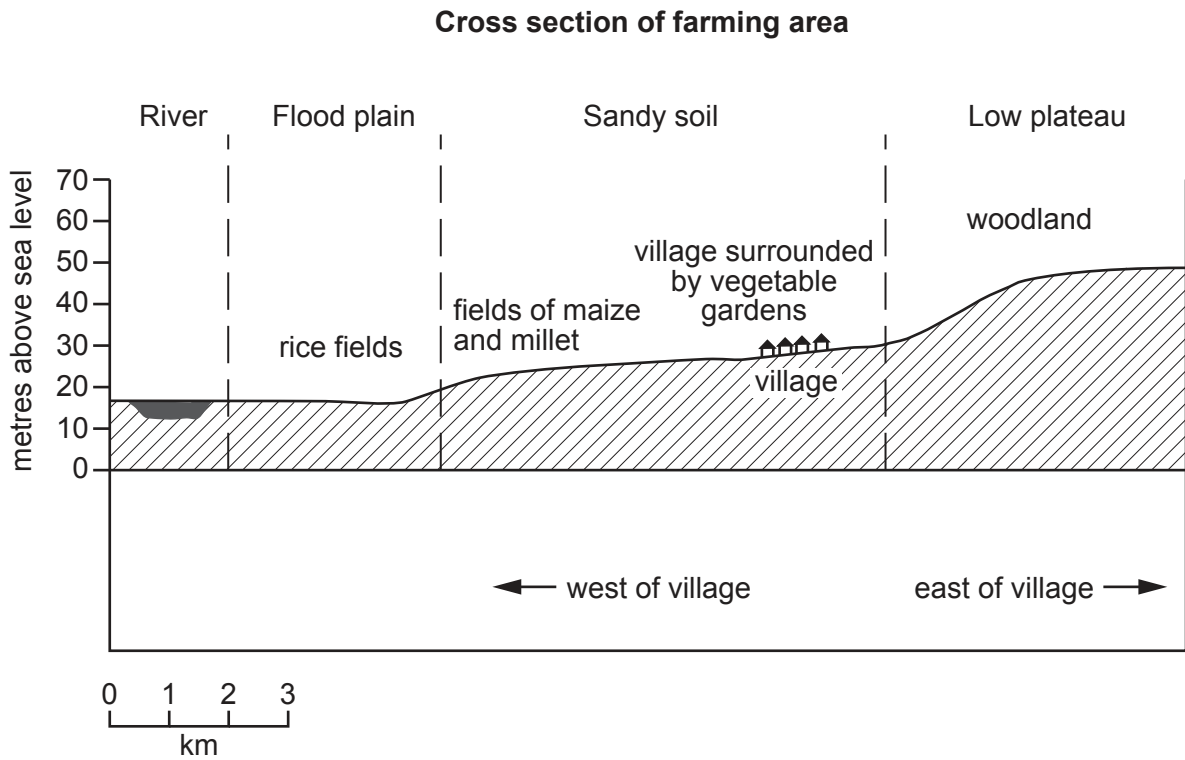 Cross section of farming area
River
Flood plain
Sandy soil
Low plateau
metres above sea level
70
60
50
40
30
20
10
0
woodland
village surrounded
by vegetable
gardens
fields of maize
and millet
rice fields
village
west of village
east of village
0 1 2 3
km